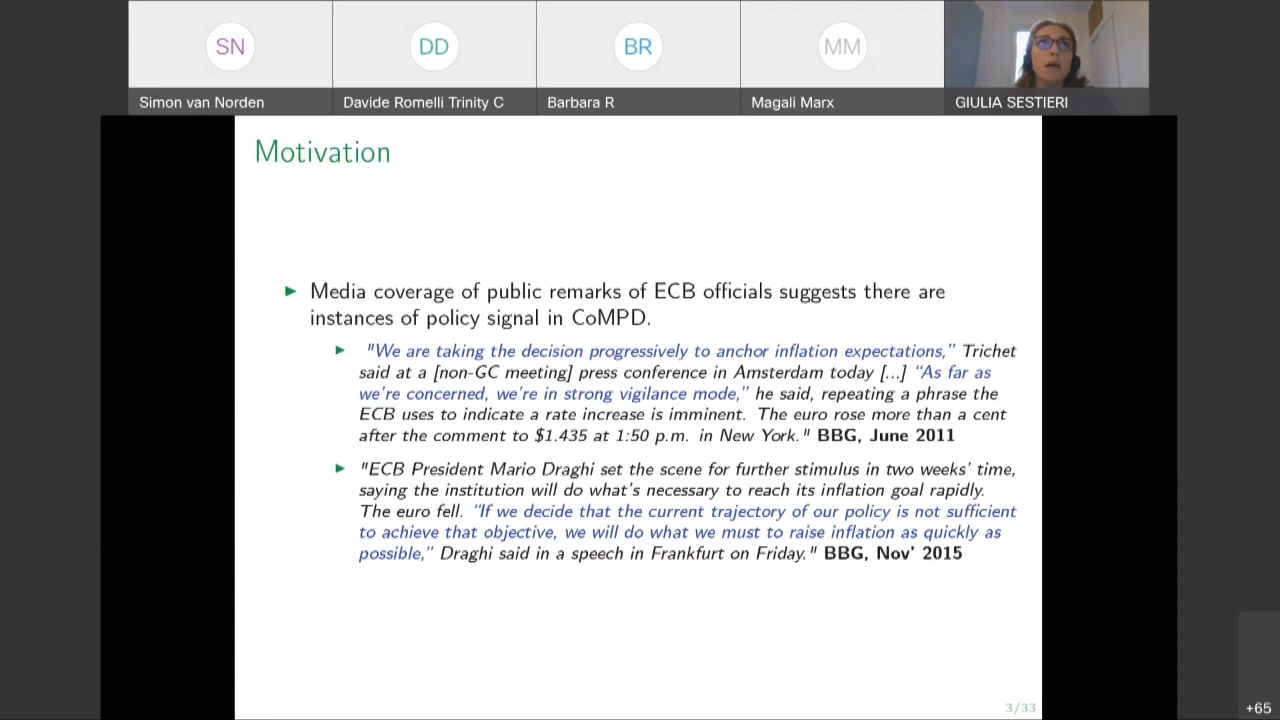 SN
DD
BR
MM
Simon van Norden
Davide Romelli Trinity C
Barbara R
Magali Marx
GIULIA SESTIERI
Motivation
Media coverage of public remarks of ECB officials suggests there are
instances of policy signal in CoMPD.
"We are taking the decision progressively to anchor inflation expectations,” Trichet
said at a [non-GC meeting] press conference in Amsterdam today [...] “As far as
we're concerned, we're in strong vigilance mode,” he said, repeating a phrase the
ECB uses to indicate a rate increase is imminent. The euro rose more than a cent
after the comment to $1.435 at 1:50 p.m. in New York." BBG, June 2011
"ECB President Mario Draghi set the scene for further stimulus in two weeks' time,
saying the institution will do what's necessary to reach its inflation goal rapidly.
The euro fell. “If we decide that the current trajectory of our policy is not sufficient
to achieve that objective, we will do what we must to raise inflation as quickly as
possible,” Draghi said in a speech in Frankfurt on Friday." BBG, Nov' 2015
3/33
+65